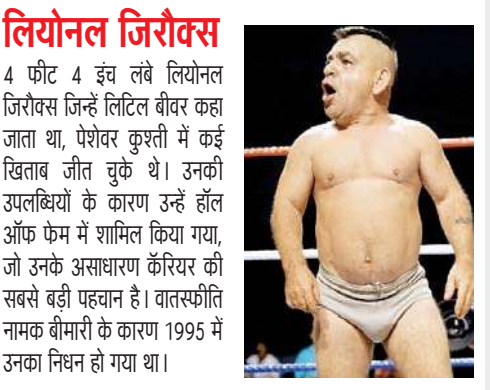 लियोनल जिरौक्स
4 फीट 4 इंच लंबे लियोनल
जिरौक्स जिन्हें लिटिल बीवर कहा
जाता था, पेशेवर कुश्ती में कई
खिताब जीत चुके थे। उनकी
उपलब्धियों के कारण उन्हें हॉल
ऑफ फेम में शामिल किया गया,
जो उनके असाधारण कॅरियर की
सबसे बड़ी पहचान है। वातस्फीति
नामक बीमारी के कारण 1995 में
उनका निधन हो गया था।